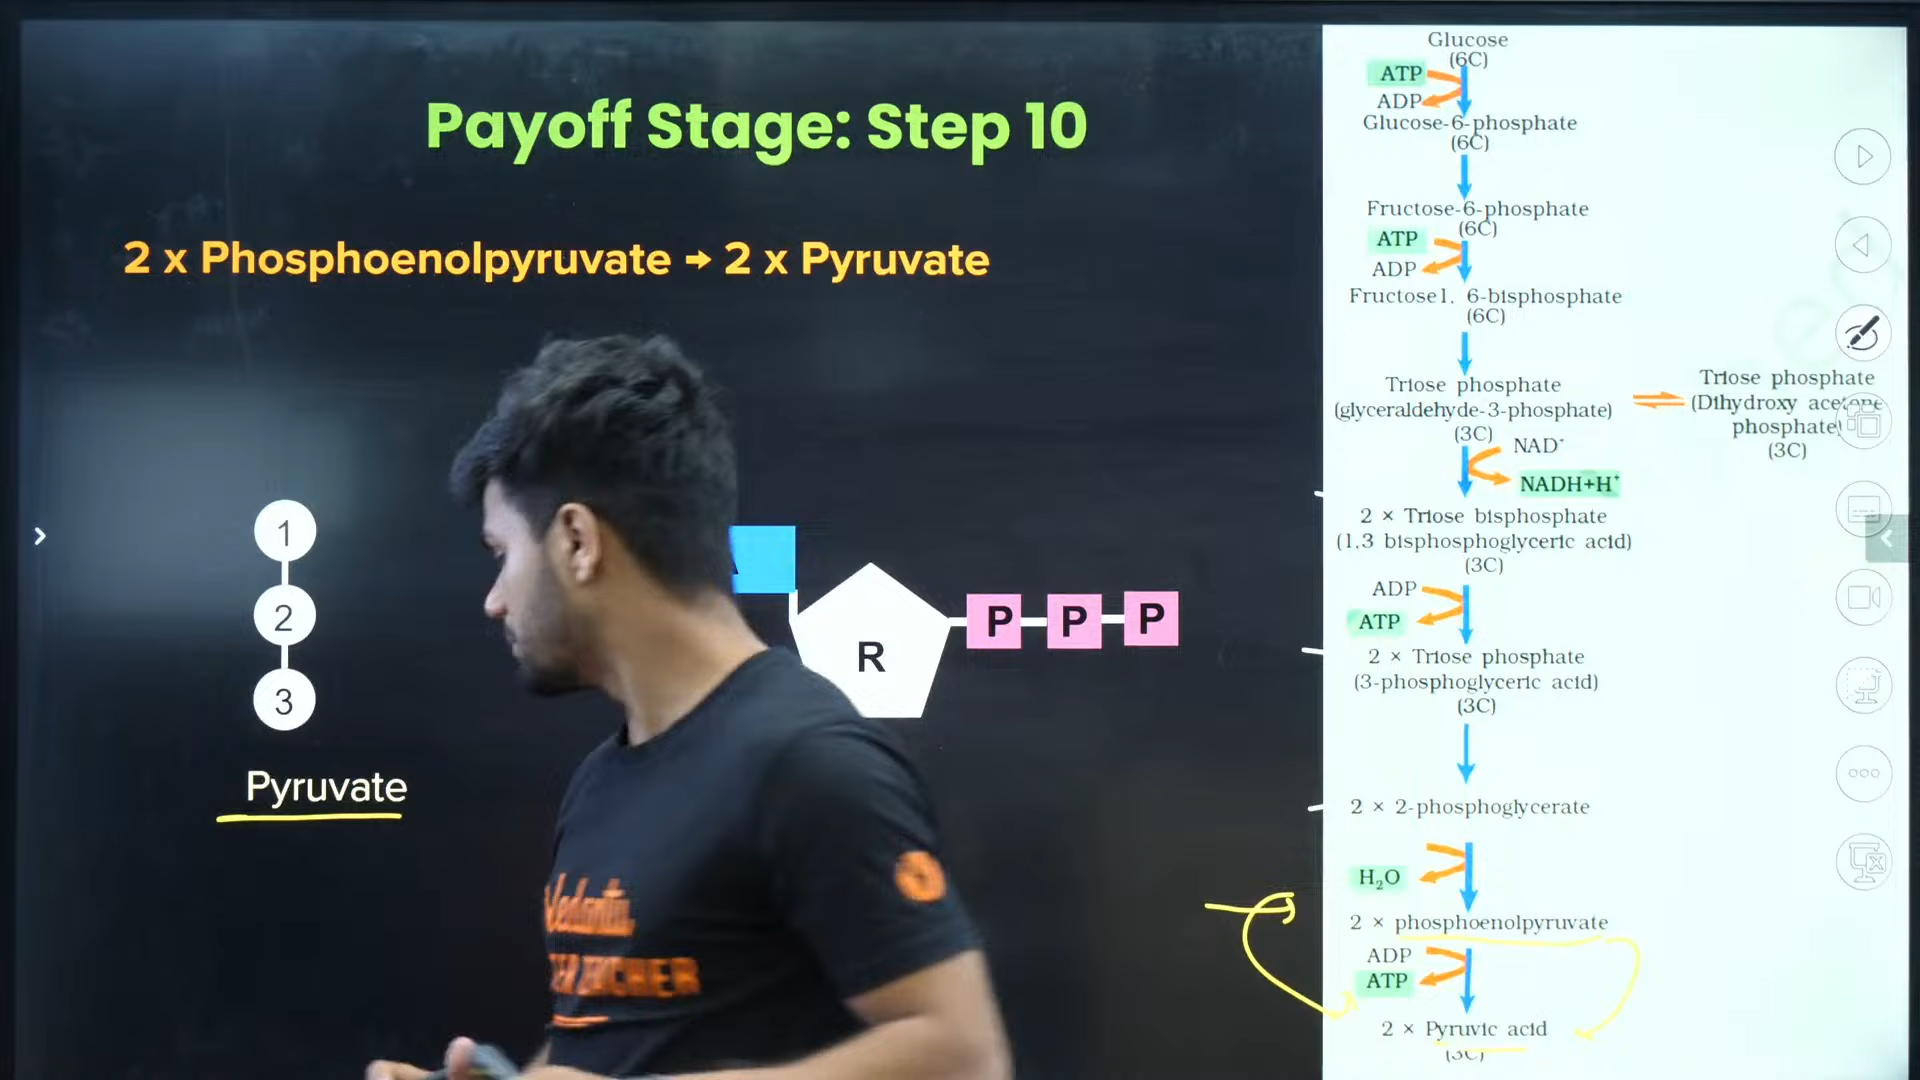 Payoff Stage: Step 10
2 x Phosphoenolpyruvate → 2 x Pyruvate
1
2
3
Pyruvate
R
P P P
Vedantu
Glucose
(6C)
ATP
ADP
Glucose-6-phosphate
(6C)
Fructose-6-phosphate
(6C)
ATP
ADP
Fructose1, 6-bisphosphate
(6C)
Triose phosphate
(glyceraldehyde-3-phosphate)
(3C)
Triose phosphate
(Dihydroxy acetone
phosphate)
(3C)
NAD⁺
NADH+H⁺
2 × Triose bisphosphate
(1,3 bisphosphoglyceric acid)
(3C)
ADP
ATP
2 × Triose phosphate
(3-phosphoglyceric acid)
(3C)
2 × 2-phosphoglycerate
H₂O
2 × phosphoenolpyruvate
ADP
ATP
2 × Pyruvic acid
(3C)